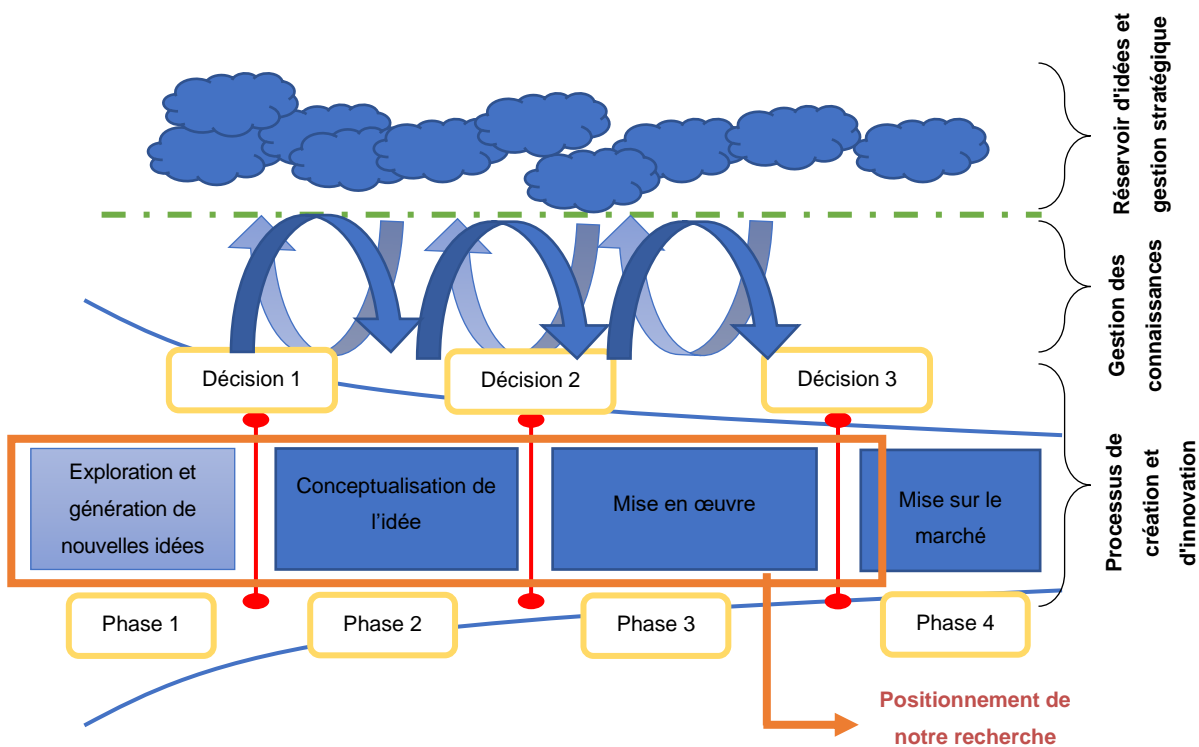 Réservoir d'idées et
gestion stratégique
Gestion des
connaissances
Décision 1
Décision 2
Décision 3
Exploration et
génération de
nouvelles idées
Conceptualisation de
l'idée
Mise en œuvre
Mise sur le
marché
Processus de
création et
d'innovation
Phase 1
Phase 2
Phase 3
Phase 4
Positionnement de
notre recherche